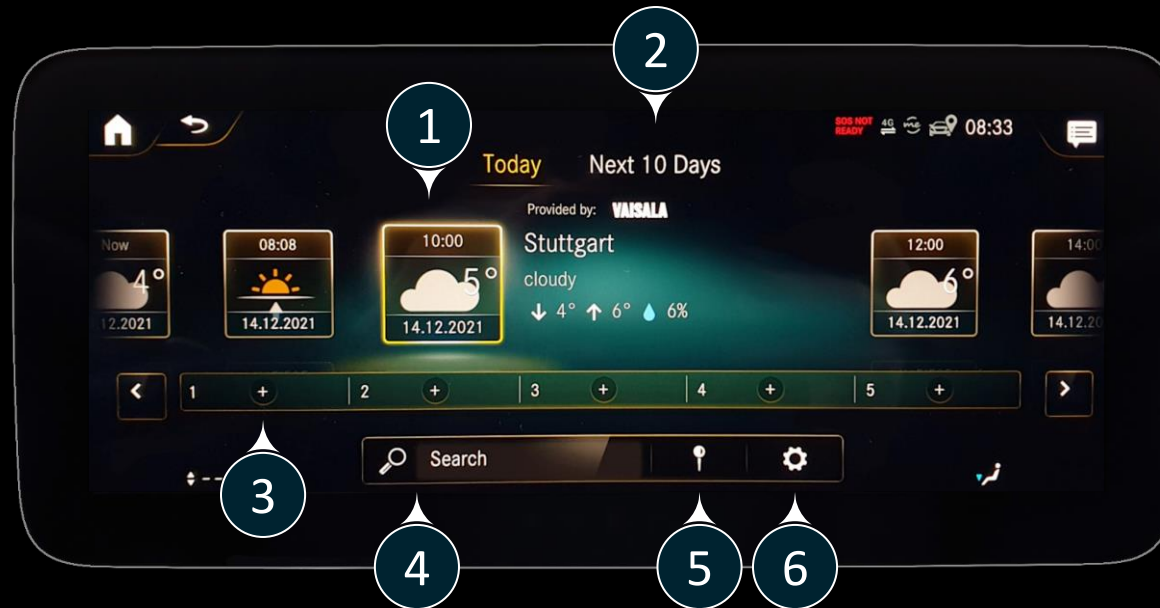 2
1
SOS NOT
READY
4G
me
08:33
Today
Next 10 Days
Provided by: VAISALA
Now
4°
12.2021
08:08
14.12.2021
10:00
5°
14.12.2021
Stuttgart
cloudy
4° 6° 6%
12:00
6°
14.12.2021
14:00
14.12.20
1 + 2 + 3 + 4 + 5 +
Search
--
3
4
5
6